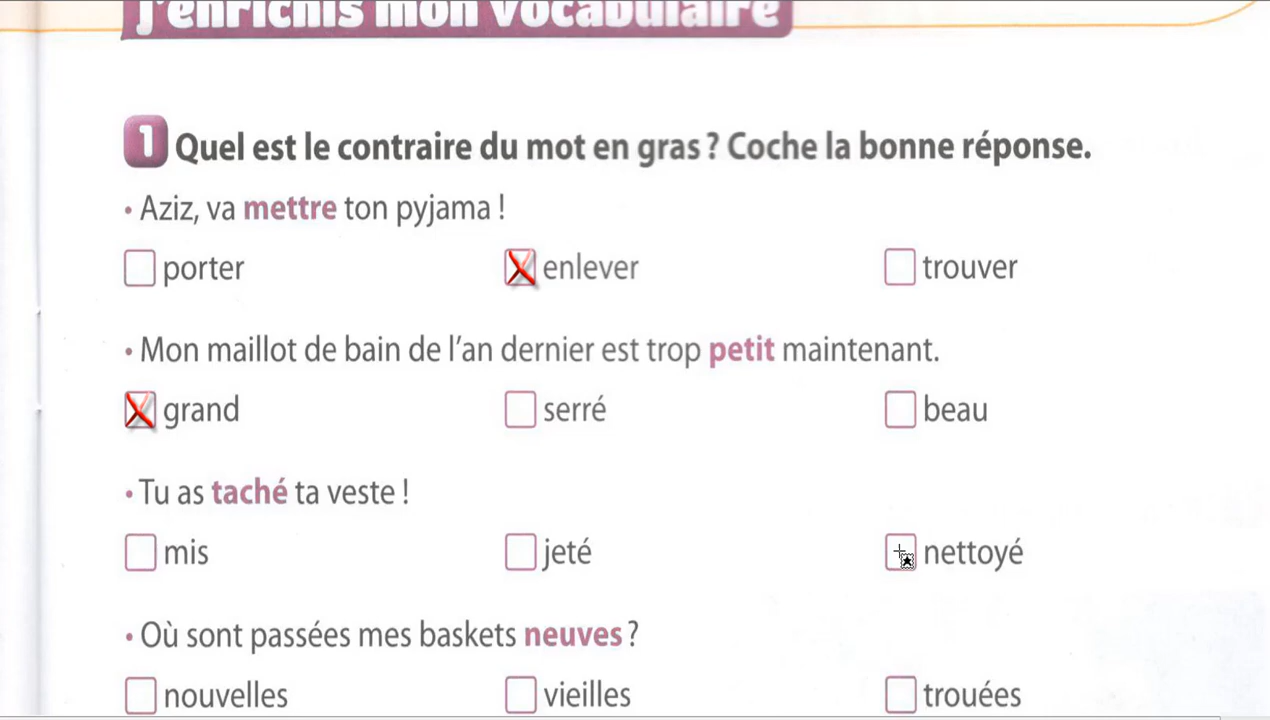 j'enrichis mon vocabulaire
1 Quel est le contraire du mot en gras ? Coche la bonne réponse.
• Aziz, va mettre ton pyjama !
porter enlever trouver
• Mon maillot de bain de l'an dernier est trop petit maintenant.
grand serré beau
• Tu as taché ta veste !
mis jeté nettoyé
• Où sont passées mes baskets neuves ?
nouvelles vieilles trouées